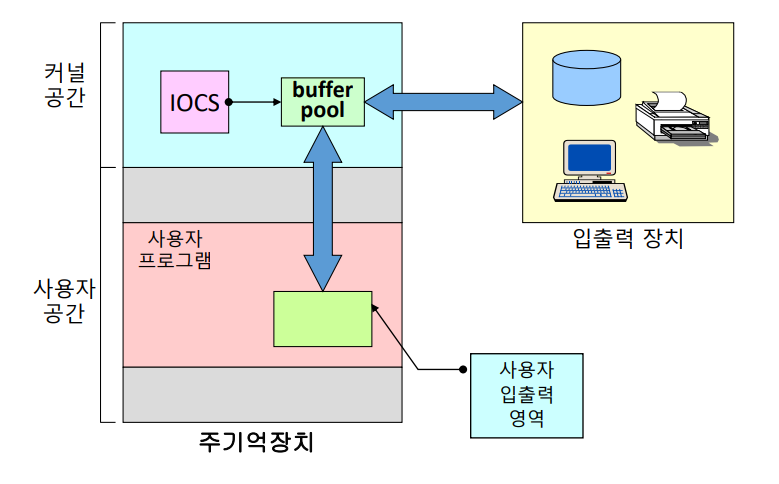 커널
공간
IOCS
buffer
pool
사용자
프로그램
입출력 장치
사용자
공간
사용자
입출력
영역
주기억장치